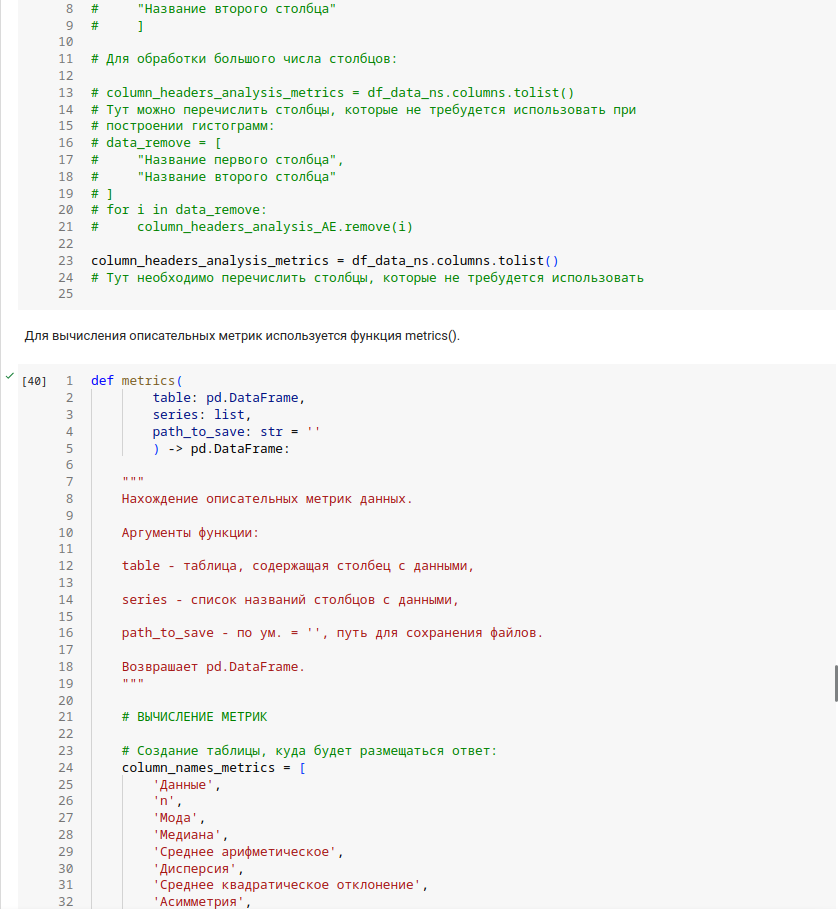 8 #     "Название второго столбца"
9 #     ]
10
11 # Для обработки большого числа столбцов:
12
13 # column_headers_analysis_metrics = df_data_ns.columns.tolist()
14 # Тут можно перечислить столбцы, которые не требуется использовать при
15 # построении гистограмм:
16 # data_remove = [
17 #     "Название первого столбца",
18 #     "Название второго столбца"
19 # ]
20 # for i in data_remove:
21 #     column_headers_analysis_AE.remove(i)
22
23 column_headers_analysis_metrics = df_data_ns.columns.tolist()
24 # Тут необходимо перечислить столбцы, которые не требуется использовать
25
Для вычисления описательных метрик используется функция metrics().
[40] 1 def metrics(
2         table: pd.DataFrame,
3         series: list,
4         path_to_save: str = ''
5         ) -> pd.DataFrame:
6
7     """
8     Нахождение описательных метрик данных.
9
10     Аргументы функции:
11
12     table - таблица, содержащая столбец с данными,
13
14     series - список названий столбцов с данными,
15
16     path_to_save - по ум. = '', путь для сохранения файлов.
17
18     Возврашает pd.DataFrame.
19     """
20
21     # ВЫЧИСЛЕНИЕ МЕТРИК
22
23     # Создание таблицы, куда будет размещаться ответ:
24     column_names_metrics = [
25         'Данные',
26         'n',
27         'Мода',
28         'Медиана',
29         'Среднее арифметическое',
30         'Дисперсия',
31         'Среднее квадратическое отклонение',
32         'Асимметрия',